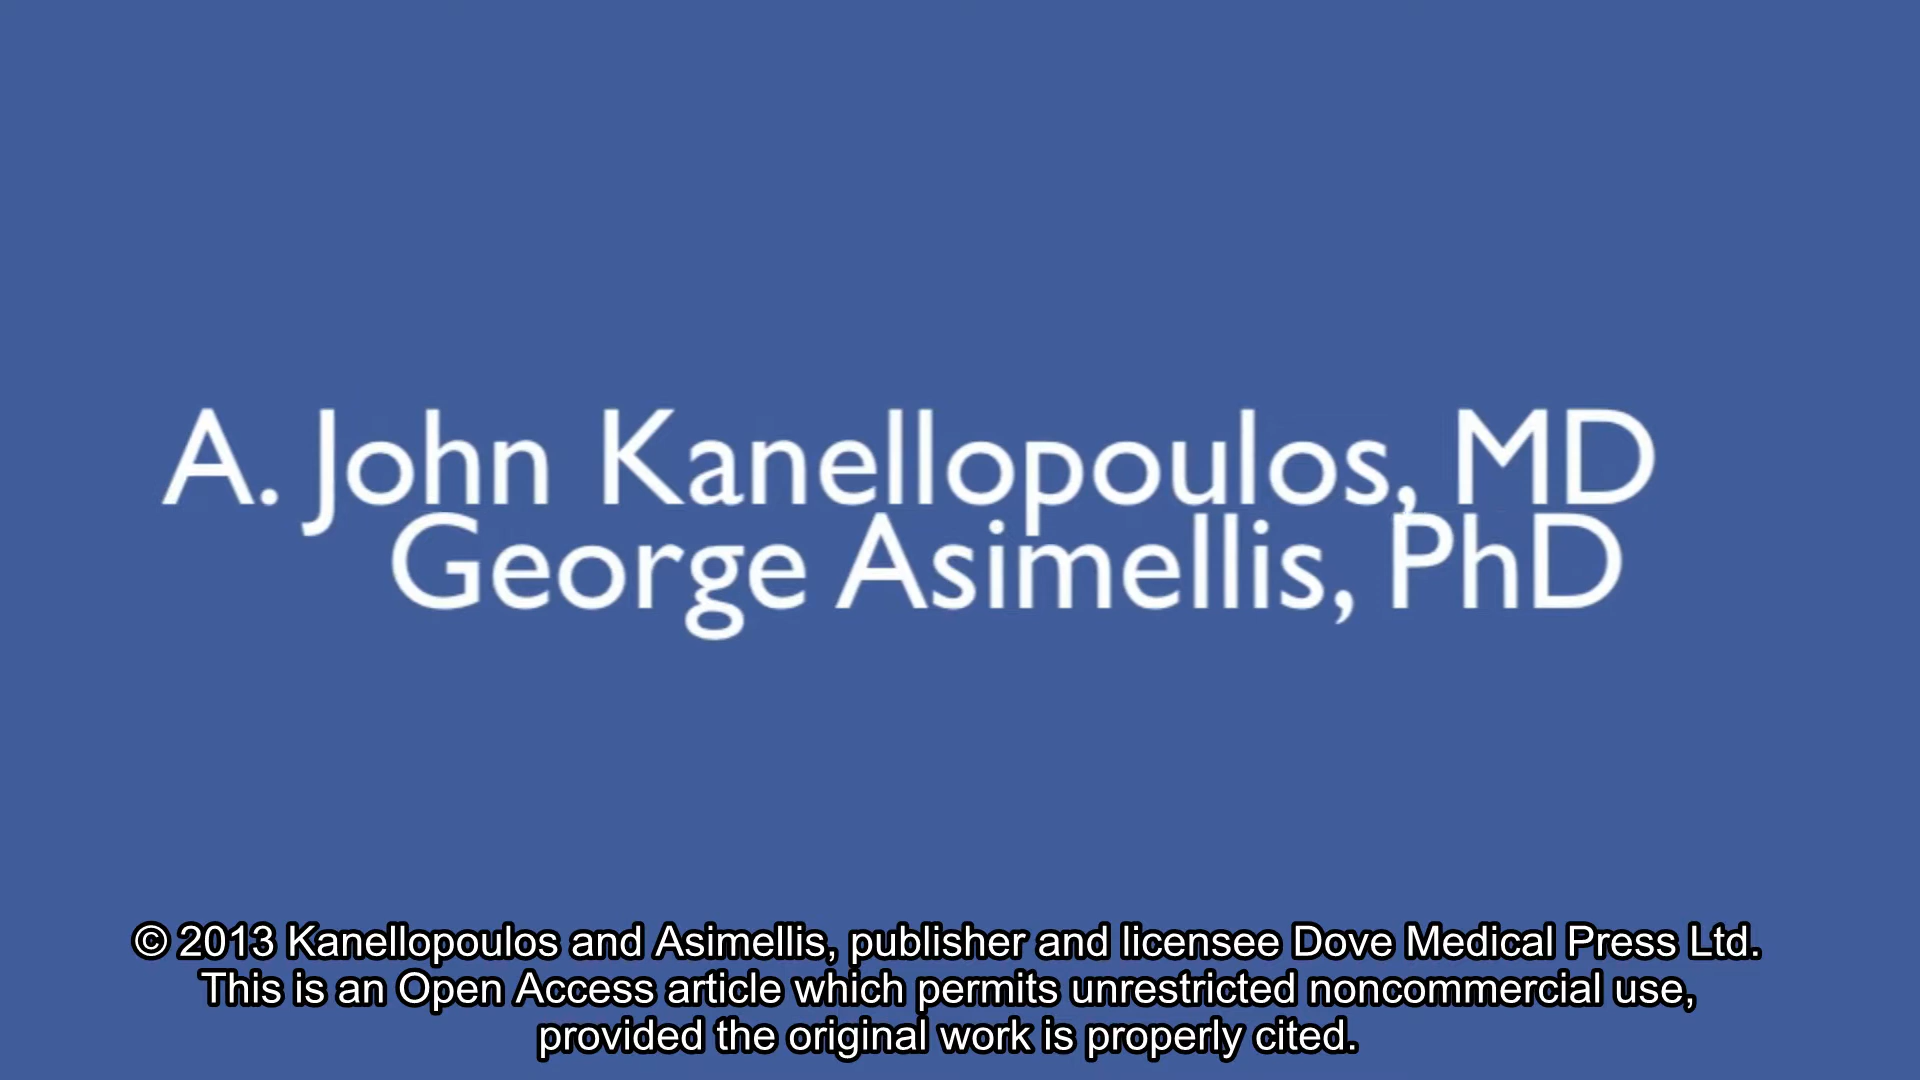 A. John Kanellopoulos, MD
George Asimellis, PhD
© 2013 Kanellopoulos and Asimellis, publisher and licensee Dove Medical Press Ltd.
This is an Open Access article which permits unrestricted noncommercial use,
provided the original work is properly cited.